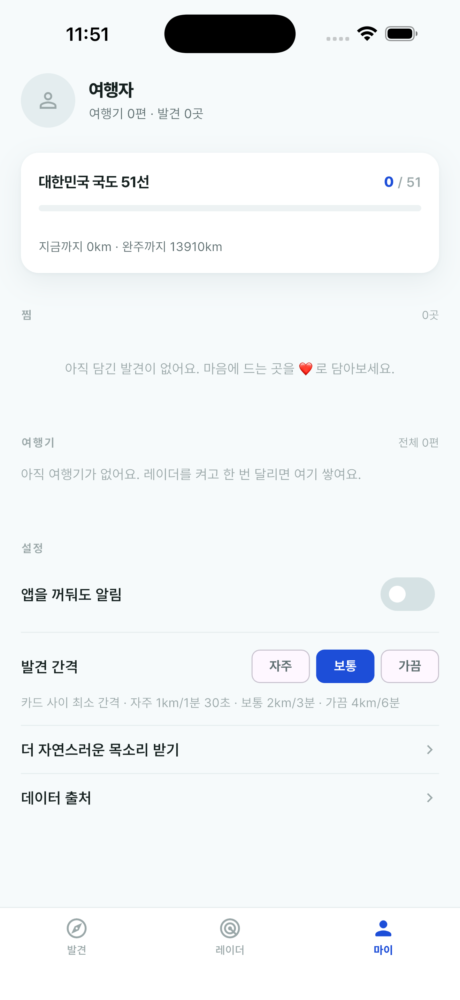 11:51
여행자
여행기 0편 · 발견 0곳
대한민국 국도 51선
0 / 51
지금까지 0km · 완주까지 13910km
찜
0곳
아직 담긴 발견이 없어요. 마음에 드는 곳을 ❤️ 로 담아보세요.
여행기
전체 0편
아직 여행기가 없어요. 레이더를 켜고 한 번 달리면 여기 쌓여요.
설정
앱을 꺼둬도 알림
발견 간격
자주
보통
가끔
카드 사이 최소 간격 · 자주 1km/1분 30초 · 보통 2km/3분 · 가끔 4km/6분
더 자연스러운 목소리 받기
데이터 출처
발견
레이더
마이